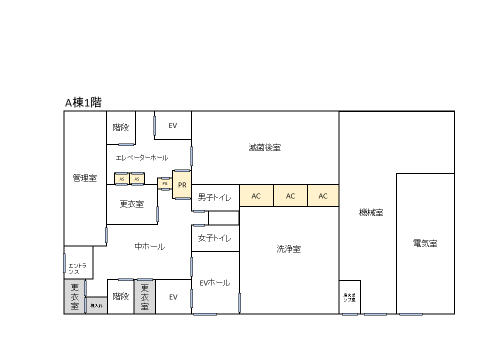 A棟1階
階段
EV
エレベーターホール
滅菌後室
管理室
AS
AS
PB
PR
男子トイレ
AC
AC
AC
更衣室
機械室
女子トイレ
電気室
中ホール
洗浄室
エントランス
EVホール
更衣室
階段
更衣室
EV